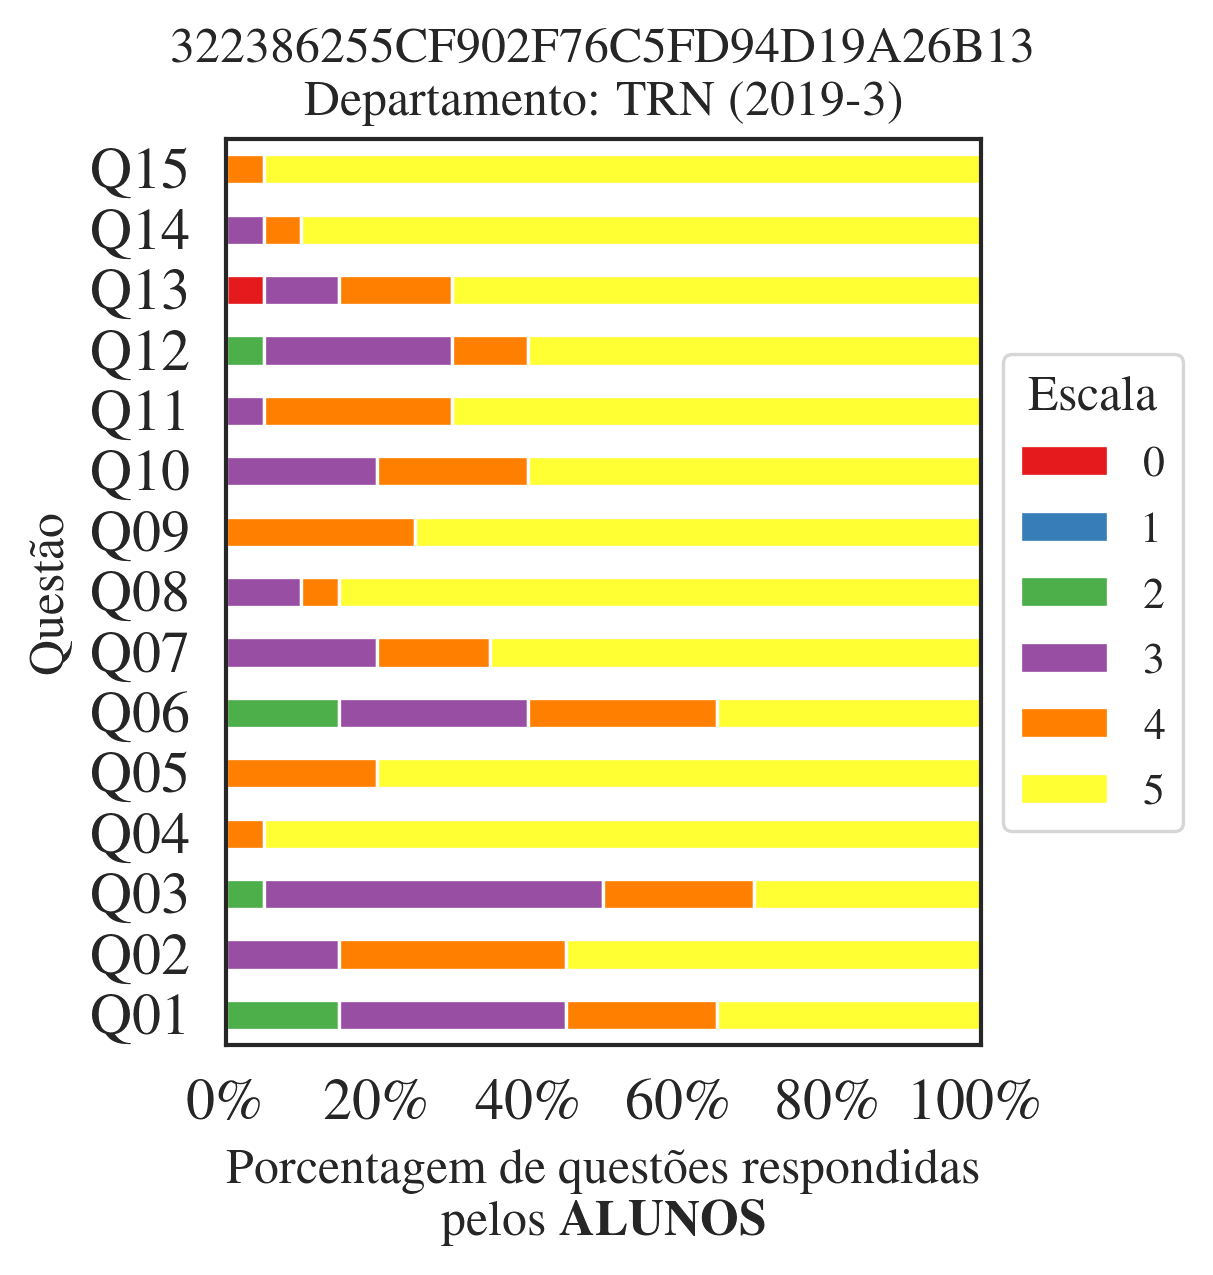 322386255CF902F76C5FD94D19A26B13
Departamento: TRN (2019-3)
Questão
Q15
Q14
Q13
Q12
Q11
Q10
Q09
Q08
Q07
Q06
Q05
Q04
Q03
Q02
Q01
0% 20% 40% 60% 80% 100%
Porcentagem de questões respondidas
pelos ALUNOS
Escala
0
1
2
3
4
5